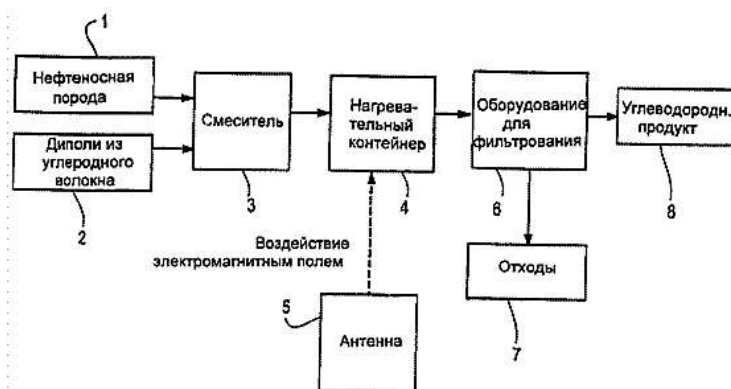 1
Нефтеносная
порода
Диполи из
углеродного
волокна
2
Смеситель
3
Нагрева-
тельный
контейнер
4
Оборудование
для
фильтрования
6
Углеводородн.
продукт
8
Воздействие
электромагнитным полем
5
Антенна
Отходы
7